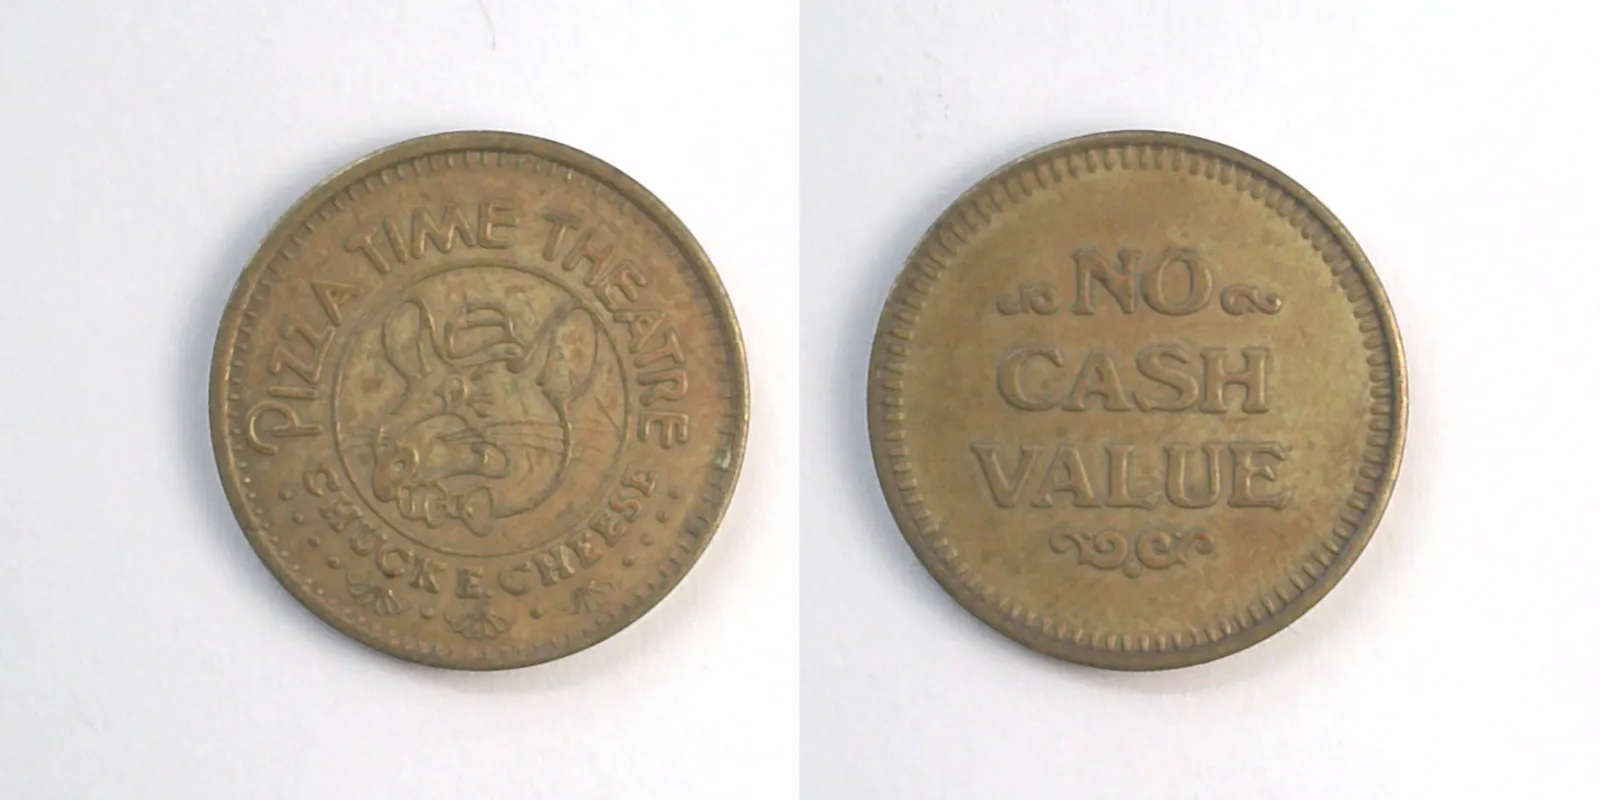 PIZZA TIME THEATRE
CHUCK E CHEESE
NO
CASH
VALUE